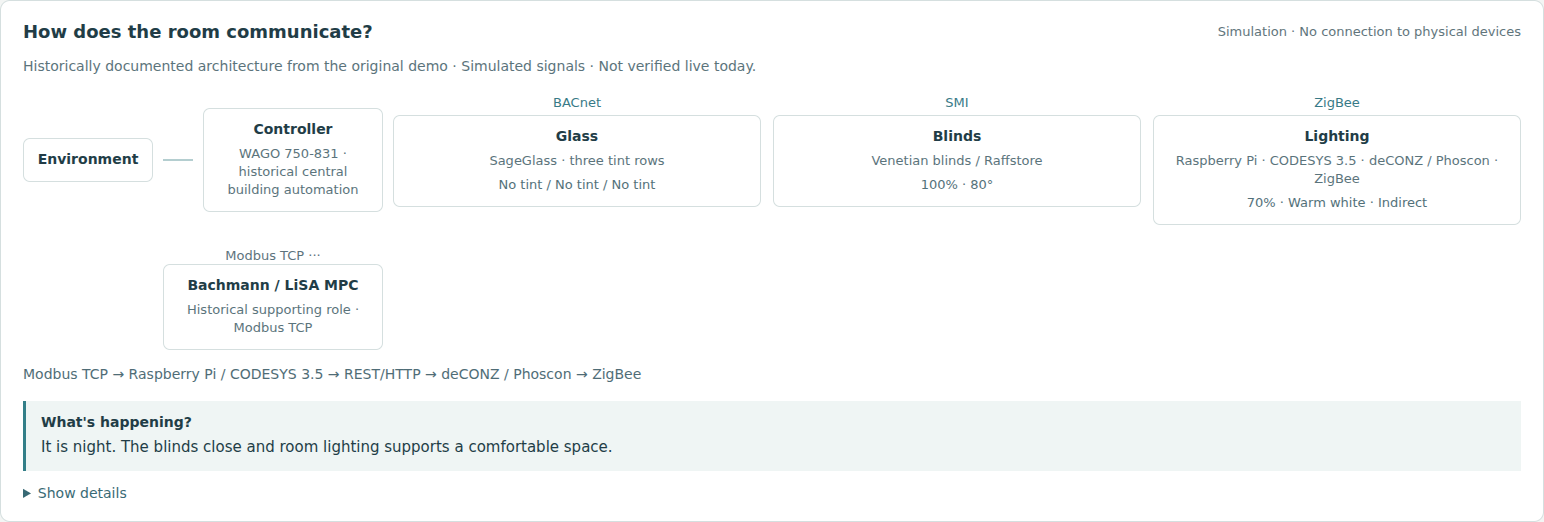 How does the room communicate?
Simulation · No connection to physical devices
Historically documented architecture from the original demo · Simulated signals · Not verified live today.
Environment
Controller
WAGO 750-831 ·
historical central
building automation
BACnet
Glass
SageGlass · three tint rows
No tint / No tint / No tint
SMI
Blinds
Venetian blinds / Raffstore
100% · 80°
ZigBee
Lighting
Raspberry Pi · CODESYS 3.5 · deCONZ / Phoscon ·
ZigBee
70% · Warm white · Indirect
Modbus TCP ···
Bachmann / LiSA MPC
Historical supporting role ·
Modbus TCP
Modbus TCP → Raspberry Pi / CODESYS 3.5 → REST/HTTP → deCONZ / Phoscon → ZigBee
What's happening?
It is night. The blinds close and room lighting supports a comfortable space.
▶ Show details